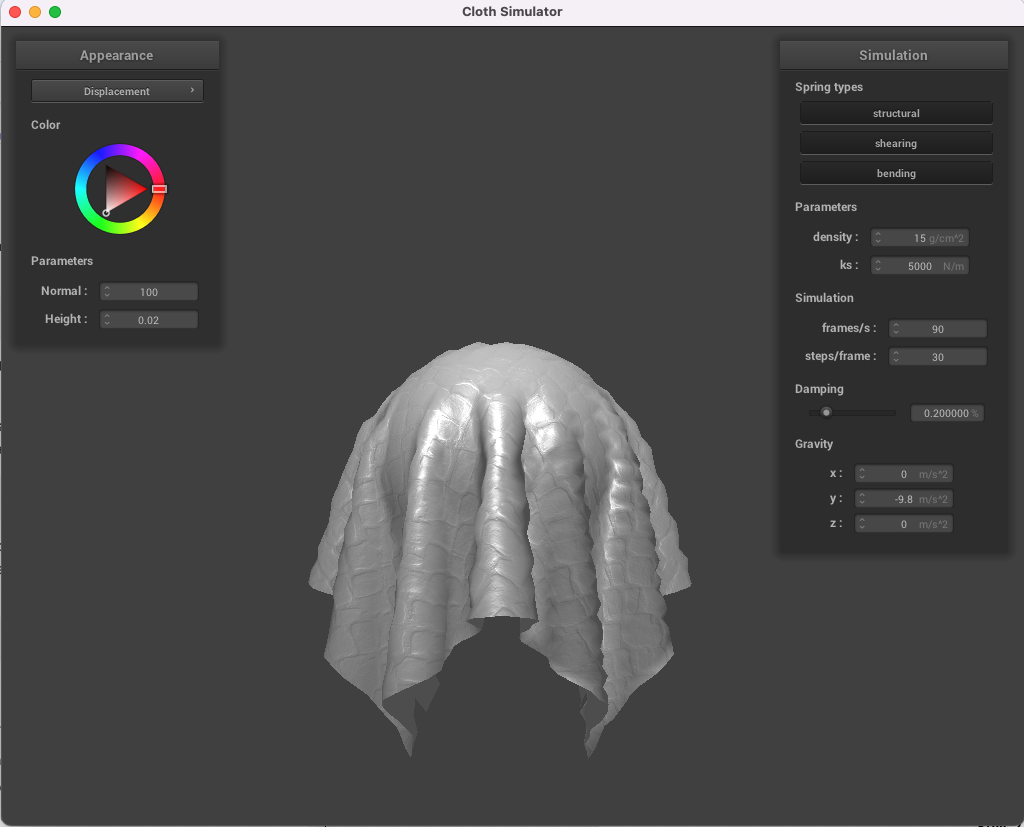 Cloth Simulator
Appearance
Displacement
Color
Parameters
Normal : 100
Height : 0.02
Simulation
Spring types
structural
shearing
bending
Parameters
density : 15 g/cm^2
ks : 5000 N/m
Simulation
frames/s : 90
steps/frame : 30
Damping
0.200000 %
Gravity
x : 0 m/s^2
y : -9.8 m/s^2
z : 0 m/s^2